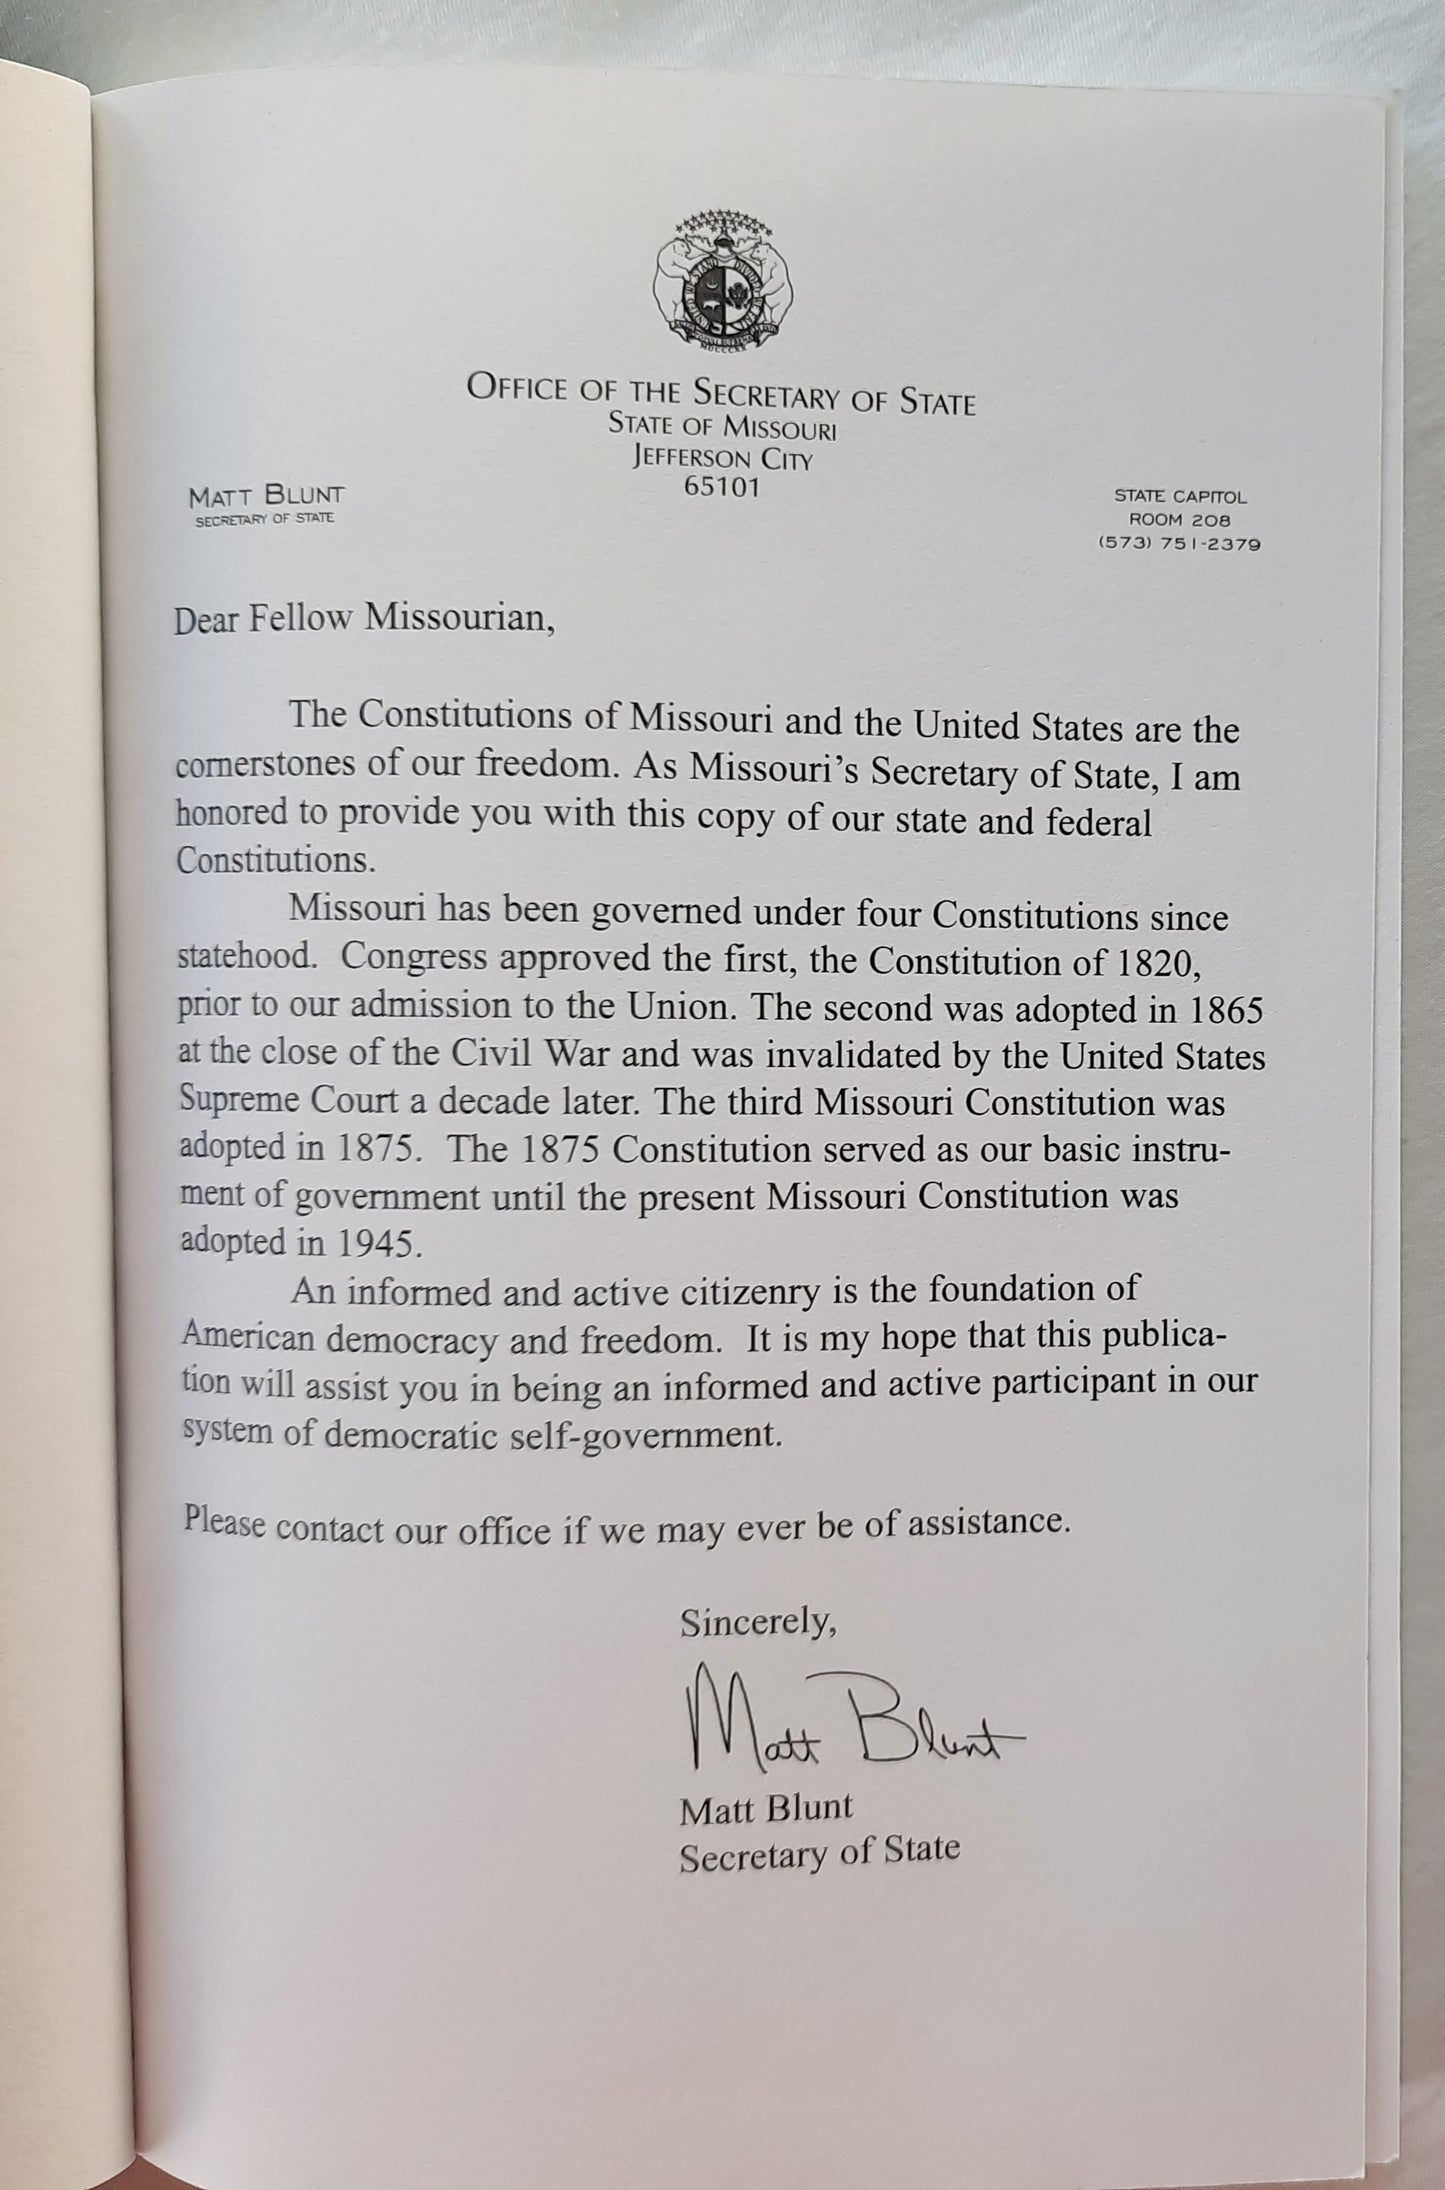 UNITED WE STAND DIVIDED WE FALL
MDCCCXX
OFFICE OF THE SECRETARY OF STATE
STATE OF MISSOURI
JEFFERSON CITY
65101
MATT BLUNT
SECRETARY OF STATE
STATE CAPITOL
ROOM 208
(573) 751-2379
Dear Fellow Missourian,
The Constitutions of Missouri and the United States are the
cornerstones of our freedom. As Missouri’s Secretary of State, I am
honored to provide you with this copy of our state and federal
Constitutions.
Missouri has been governed under four Constitutions since
statehood. Congress approved the first, the Constitution of 1820,
prior to our admission to the Union. The second was adopted in 1865
at the close of the Civil War and was invalidated by the United States
Supreme Court a decade later. The third Missouri Constitution was
adopted in 1875. The 1875 Constitution served as our basic instru-
ment of government until the present Missouri Constitution was
adopted in 1945.
An informed and active citizenry is the foundation of
American democracy and freedom. It is my hope that this publica-
tion will assist you in being an informed and active participant in our
system of democratic self-government.
Please contact our office if we may ever be of assistance.
Sincerely,
Matt Blunt
Matt Blunt
Secretary of State